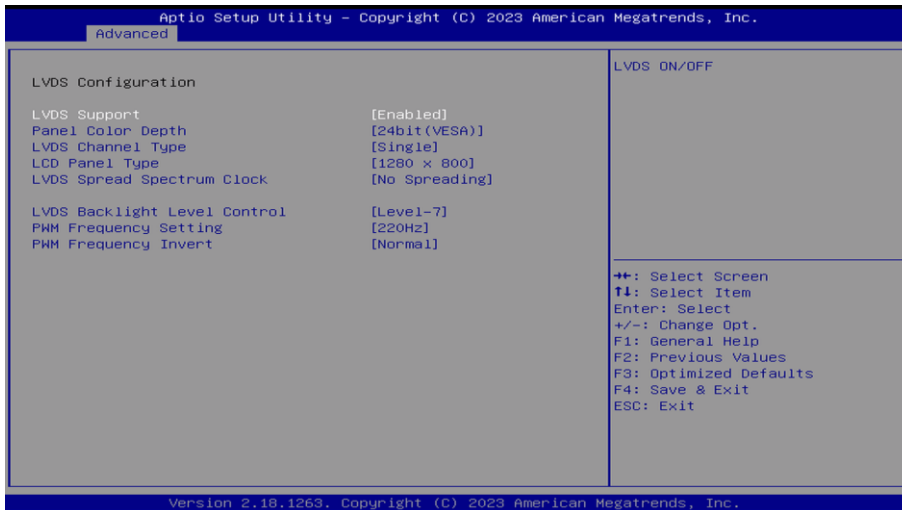 Aptio Setup Utility – Copyright (C) 2023 American Megatrends, Inc.
Advanced
LVDS Configuration
LVDS Support [Enabled]
Panel Color Depth [24bit(VESA)]
LVDS Channel Type [Single]
LCD Panel Type [1280 x 800]
LVDS Spread Spectrum Clock [No Spreading]
LVDS Backlight Level Control [Level-7]
PWM Frequency Setting [220Hz]
PWM Frequency Invert [Normal]
LVDS ON/OFF
→←: Select Screen
↑↓: Select Item
Enter: Select
+/-: Change Opt.
F1: General Help
F2: Previous Values
F3: Optimized Defaults
F4: Save & Exit
ESC: Exit
Version 2.18.1263. Copyright (C) 2023 American Megatrends, Inc.